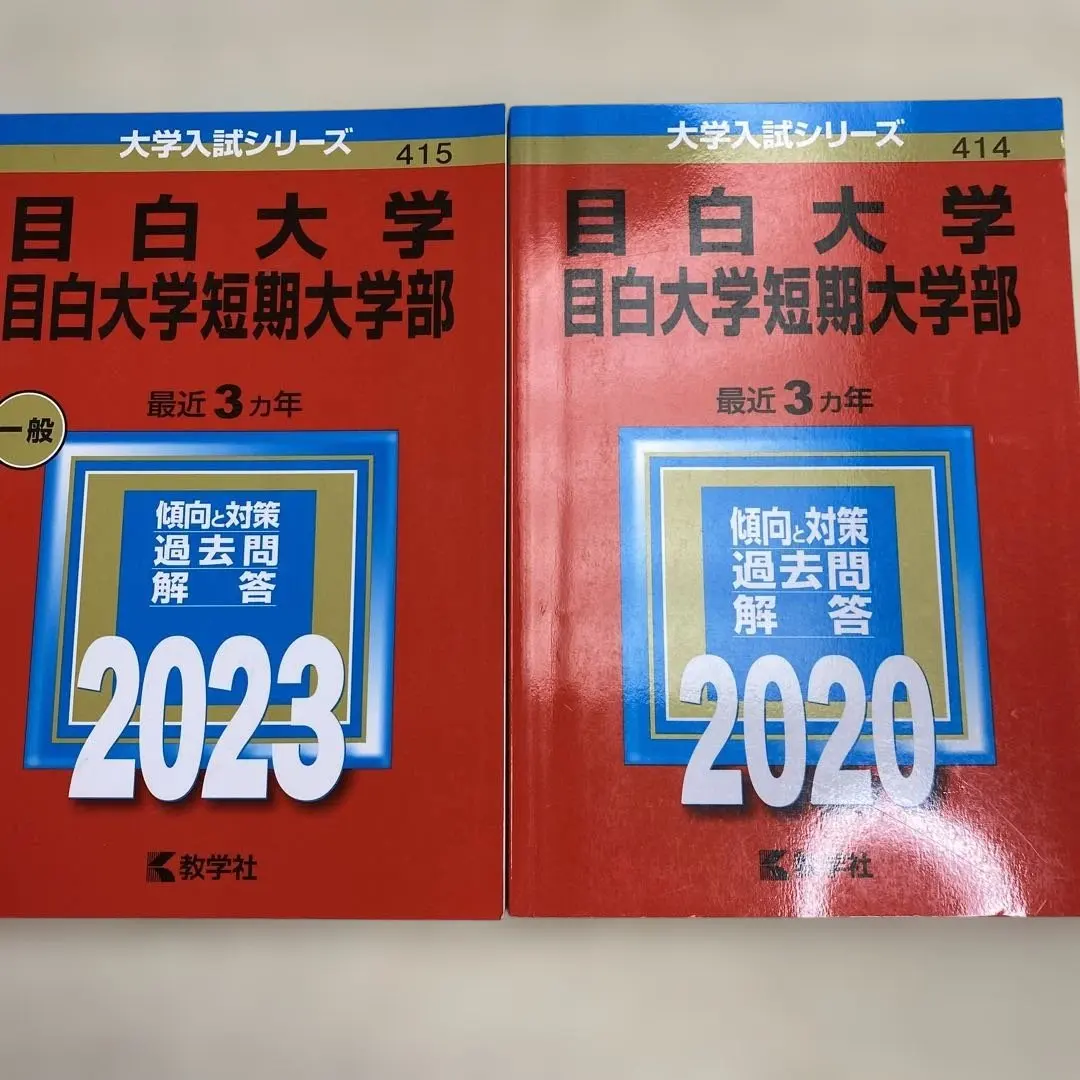 大学入試シリーズ
415
目白大学
目白大学短期大学部
最近3カ年
一般
傾向と対策
過去問
解答
2023
教学社
大学入試シリーズ
414
目白大学
目白大学短期大学部
最近3カ年
傾向と対策
過去問
解答
2020
教学社